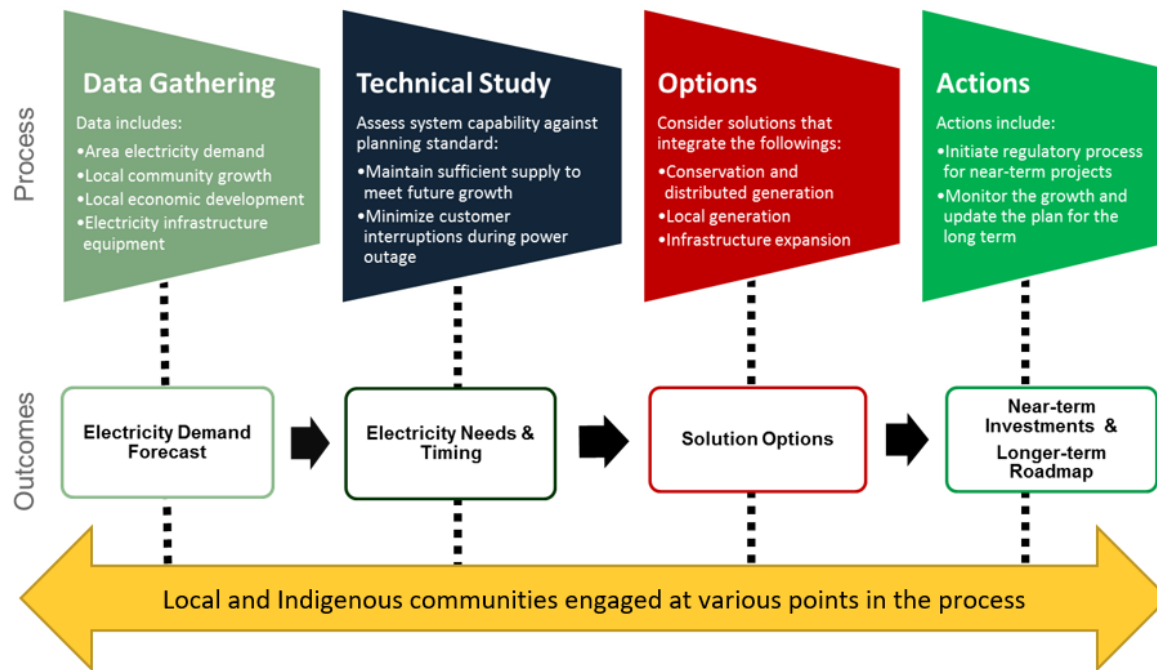 Process
Data Gathering
Data includes:
•Area electricity demand
•Local community growth
•Local economic development
•Electricity infrastructure
equipment
Technical Study
Assess system capability against
planning standard:
•Maintain sufficient supply to
meet future growth
•Minimize customer
interruptions during power
outage
Options
Consider solutions that
integrate the followings:
•Conservation and
distributed generation
•Local generation
•Infrastructure expansion
Actions
Actions include:
•Initiate regulatory process
for near-term projects
•Monitor the growth and
update the plan for the
long term
Outcomes
Electricity Demand
Forecast
Electricity Needs &
Timing
Solution Options
Near-term
Investments &
Longer-term
Roadmap
Local and Indigenous communities engaged at various points in the process